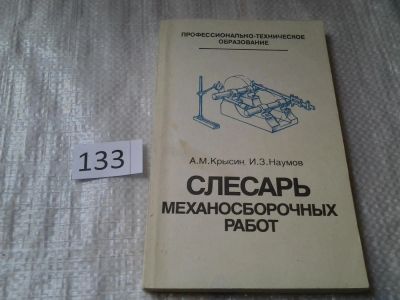 ПРОФЕССИОНАЛЬНО-ТЕХНИЧЕСКОЕ
ОБРАЗОВАНИЕ
А.М.Крысин, И.З.Наумов
СЛЕСАРЬ
МЕХАНОСБОРОЧНЫХ
РАБОТ
133